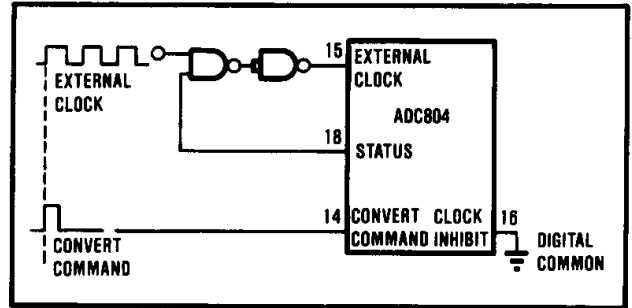 15
EXTERNAL
CLOCK
EXTERNAL
CLOCK
ADC804
18
STATUS
14
CONVERT CLOCK
COMMAND INHIBIT
16
CONVERT
COMMAND
DIGITAL
COMMON